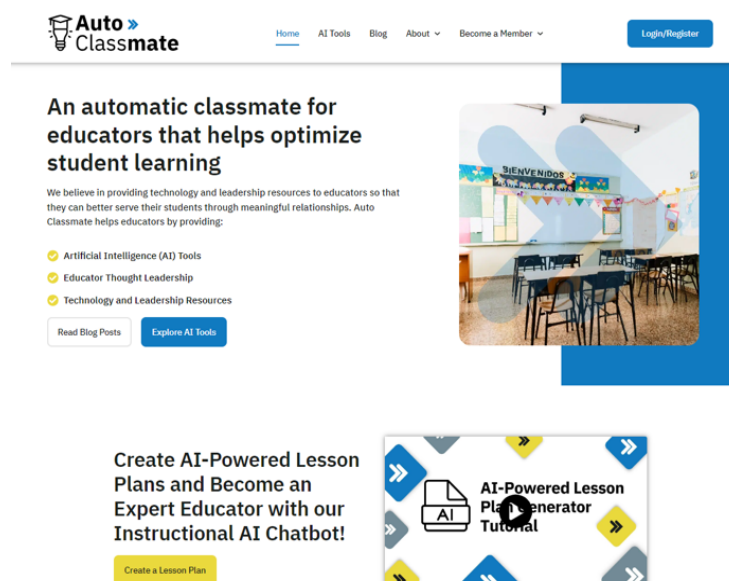 Auto »
Classmate
Home
AI Tools
Blog
About
Become a Member
Login/Register
An automatic classmate for
educators that helps optimize
student learning
We believe in providing technology and leadership resources to educators so that
they can better serve their students through meaningful relationships. Auto
Classmate helps educators by providing:
Artificial Intelligence (AI) Tools
Educator Thought Leadership
Technology and Leadership Resources
Read Blog Posts
Explore AI Tools
BIENVENIDOS
Create AI-Powered Lesson
Plans and Become an
Expert Educator with our
Instructional AI Chatbot!
Create a Lesson Plan
AI
AI-Powered Lesson
Plan Generator
Tutorial